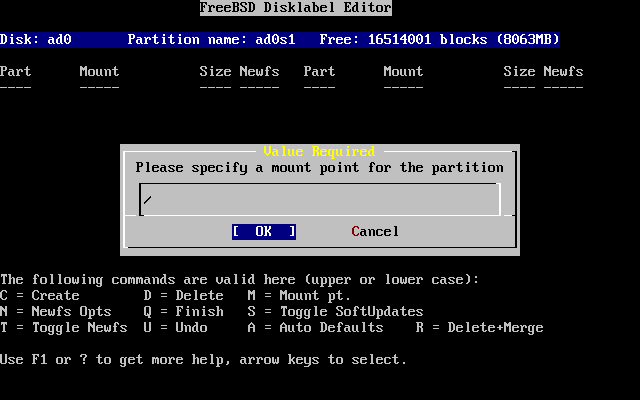 FreeBSD Disklabel Editor
Disk: ad0 Partition name: ad0s1 Free: 16514001 blocks (8063MB)
Part Mount Size Newfs Part Mount Size Newfs
---- ----- ---- ----- ---- ----- ---- -----
Value Required
Please specify a mount point for the partition
/
[ OK ] Cancel
The following commands are valid here (upper or lower case):
C = Create D = Delete M = Mount pt.
N = Newfs Opts Q = Finish S = Toggle SoftUpdates
T = Toggle Newfs U = Undo A = Auto Defaults R = Delete+Merge
Use F1 or ? to get more help, arrow keys to select.